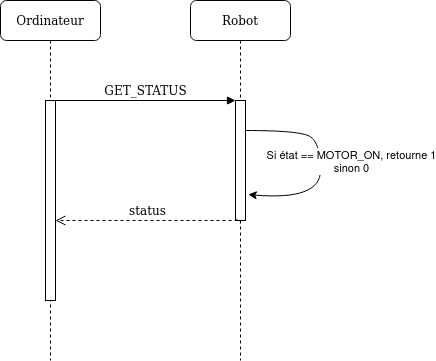 Ordinateur
Robot
GET_STATUS
Si état == MOTOR_ON, retourne 1
sinon 0
status